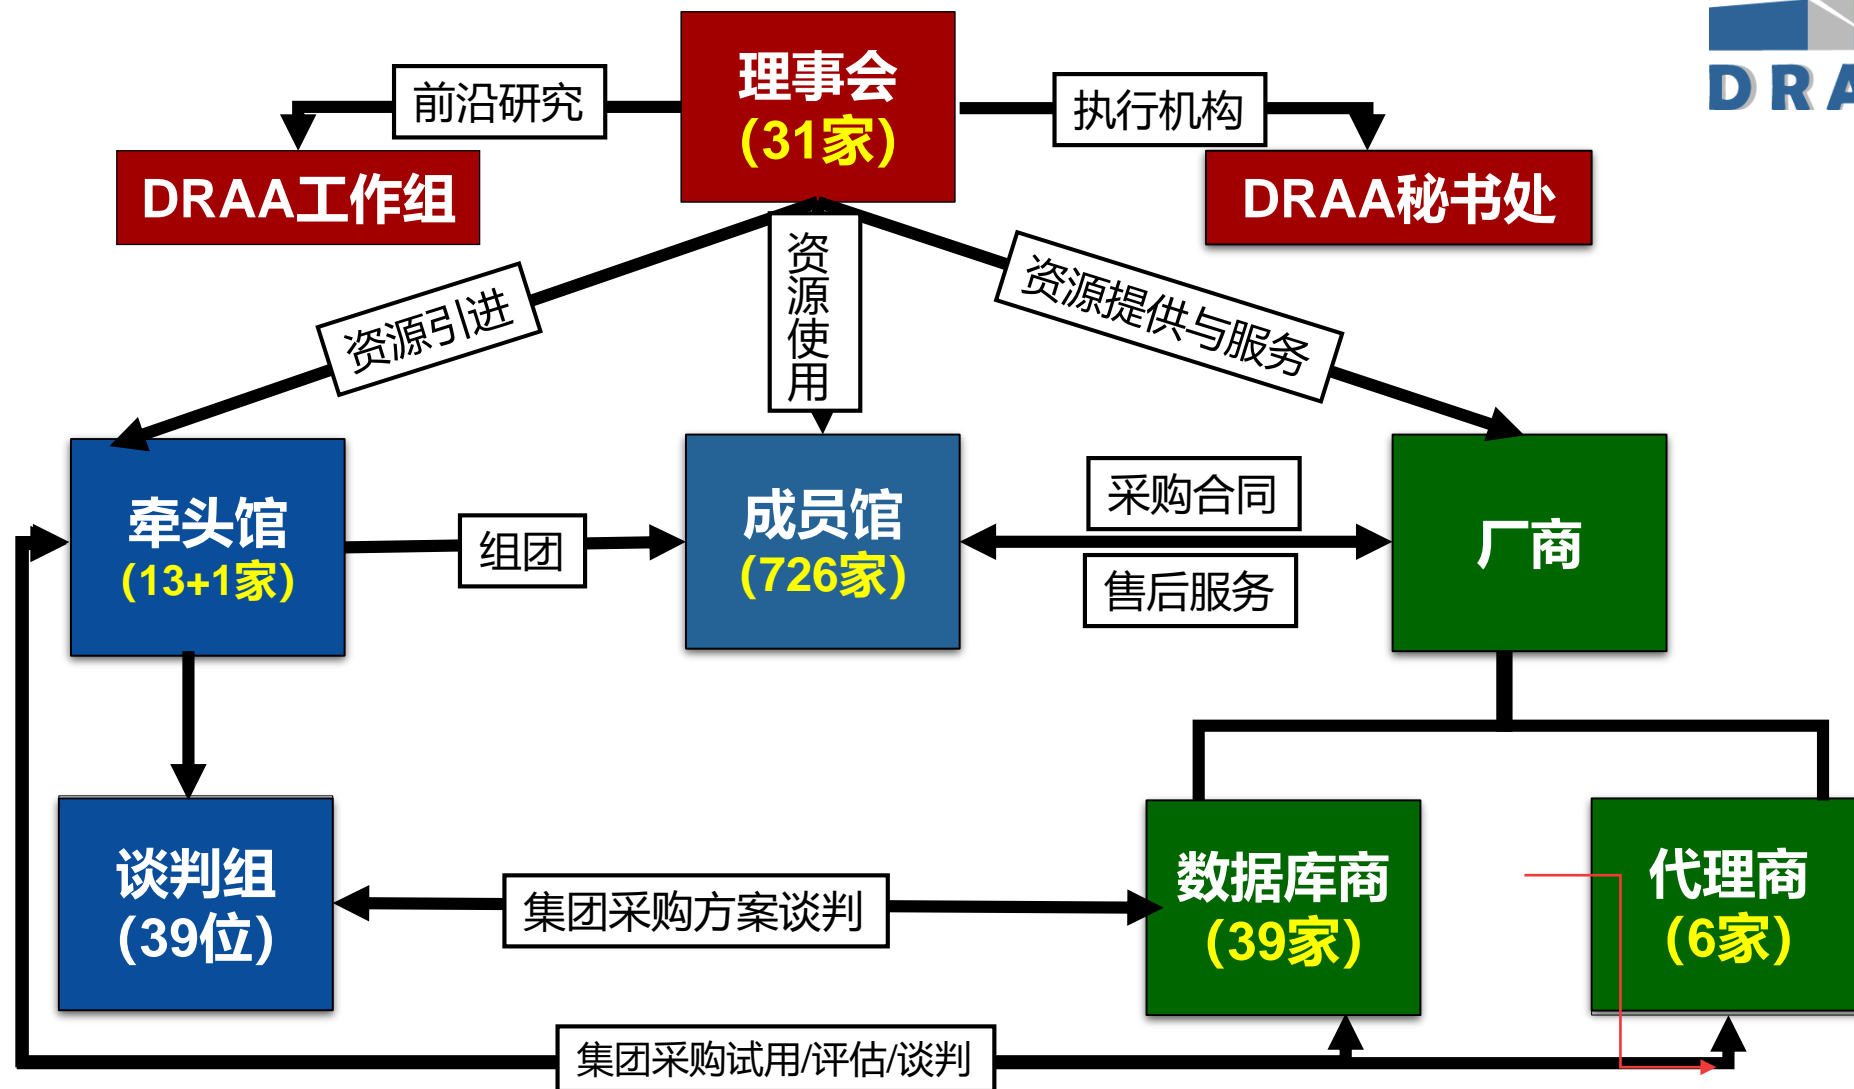 DRA
理事会
(31家)
前沿研究
执行机构
DRAA工作组
DRAA秘书处
资源引进
资源使用
资源提供与服务
牵头馆
(13+1家)
组团
成员馆
(726家)
采购合同
售后服务
厂商
谈判组
(39位)
集团采购方案谈判
数据库商
(39家)
代理商
(6家)
集团采购试用/评估/谈判